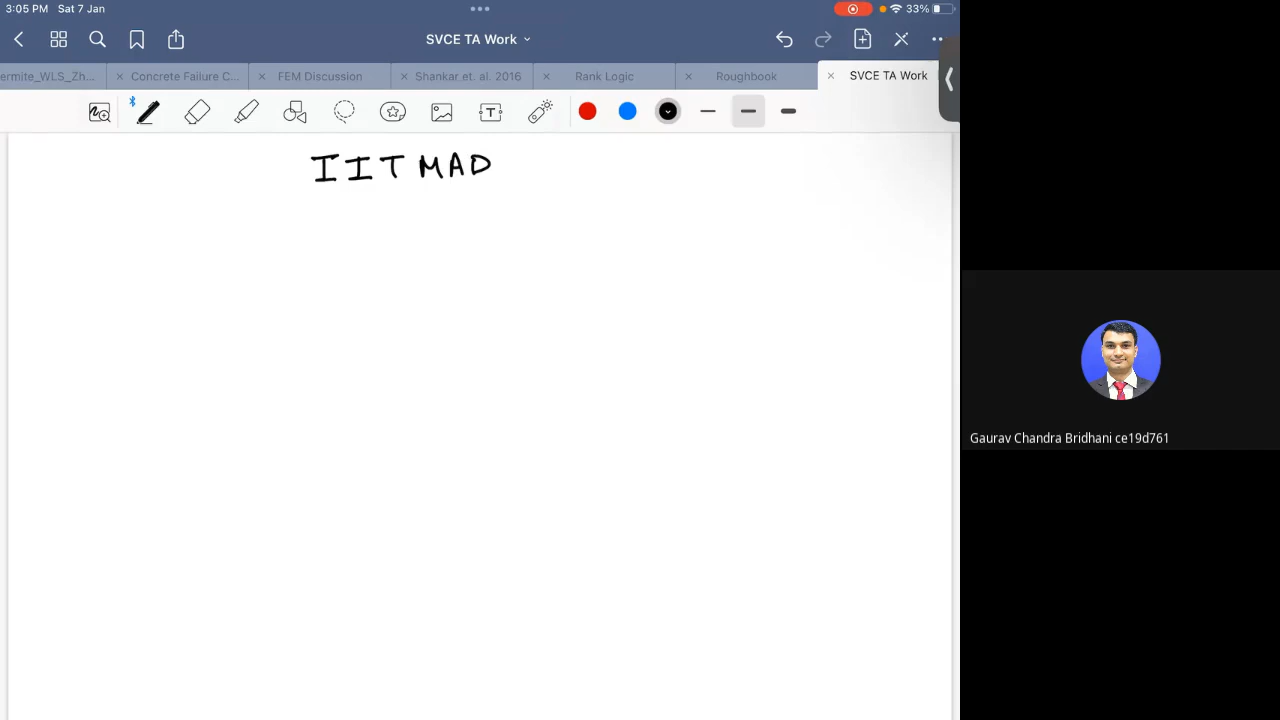 3:05 PM Sat 7 Jan
33%
SVCE TA Work
ermite_WLS_Zh...
Concrete Failure C...
FEM Discussion
Shankar et. al. 2016
Rank Logic
Roughbook
SVCE TA Work
T
IIT MAD
Gaurav Chandra Bridhani ce19d761